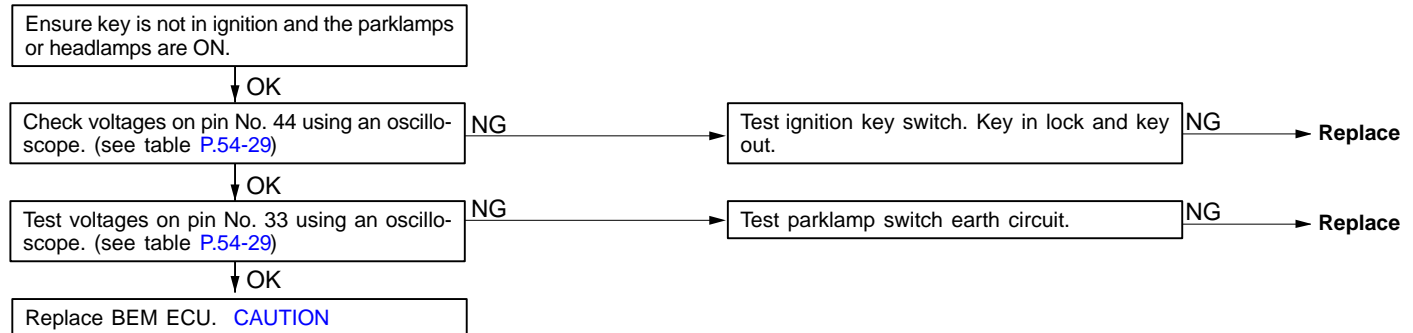 Ensure key is not in ignition and the parklamps
or headlamps are ON.
OK
Check voltages on pin No. 44 using an oscillo-
scope. (see table P.54-29)
NG
Test ignition key switch. Key in lock and key
out.
NG
Replace
OK
Test voltages on pin No. 33 using an oscillo-
scope. (see table P.54-29)
NG
Test parklamp switch earth circuit.
NG
Replace
OK
Replace BEM ECU. CAUTION